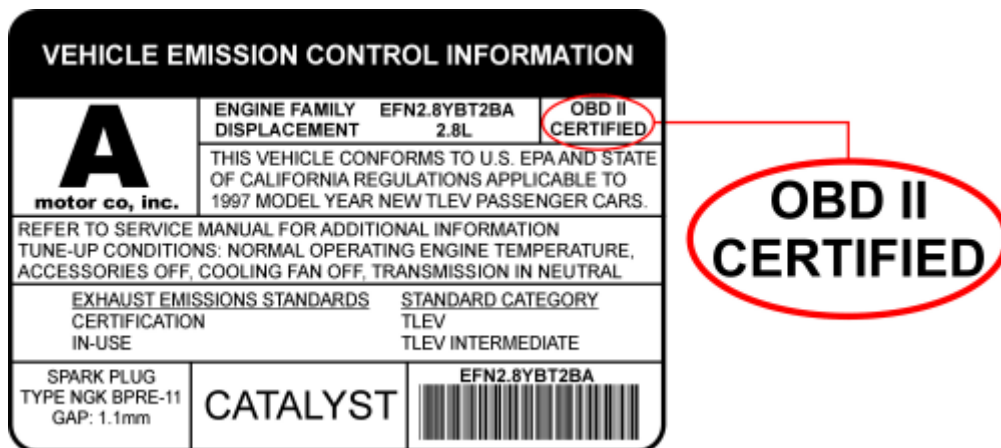 VEHICLE EMISSION CONTROL INFORMATION
A
motor co, inc.
ENGINE FAMILY EFN2.8YBT2BA
DISPLACEMENT 2.8L
OBD II
CERTIFIED
THIS VEHICLE CONFORMS TO U.S. EPA AND STATE
OF CALIFORNIA REGULATIONS APPLICABLE TO
1997 MODEL YEAR NEW TLEV PASSENGER CARS.
REFER TO SERVICE MANUAL FOR ADDITIONAL INFORMATION
TUNE-UP CONDITIONS: NORMAL OPERATING ENGINE TEMPERATURE,
ACCESSORIES OFF, COOLING FAN OFF, TRANSMISSION IN NEUTRAL
EXHAUST EMISSIONS STANDARDS STANDARD CATEGORY
CERTIFICATION TLEV
IN-USE TLEV INTERMEDIATE
SPARK PLUG
TYPE NGK BPRE-11
GAP: 1.1mm
CATALYST
EFN2.8YBT2BA
OBD II
CERTIFIED